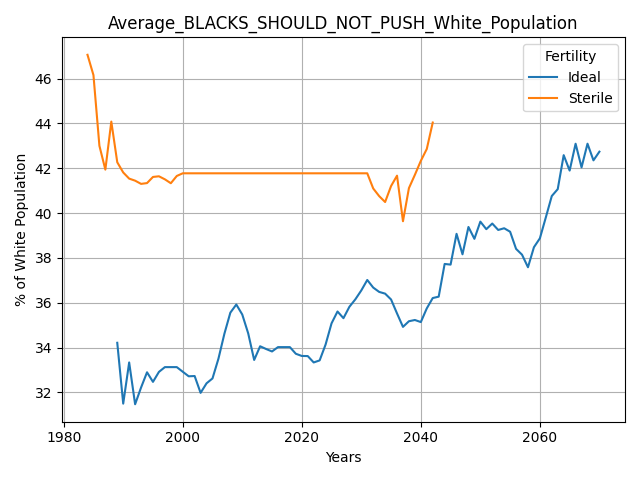 Average_BLACKS_SHOULD_NOT_PUSH_White_Population
Fertility
Ideal
Sterile
% of White Population
46
44
42
40
38
36
34
32
1980
2000
2020
2040
2060
Years